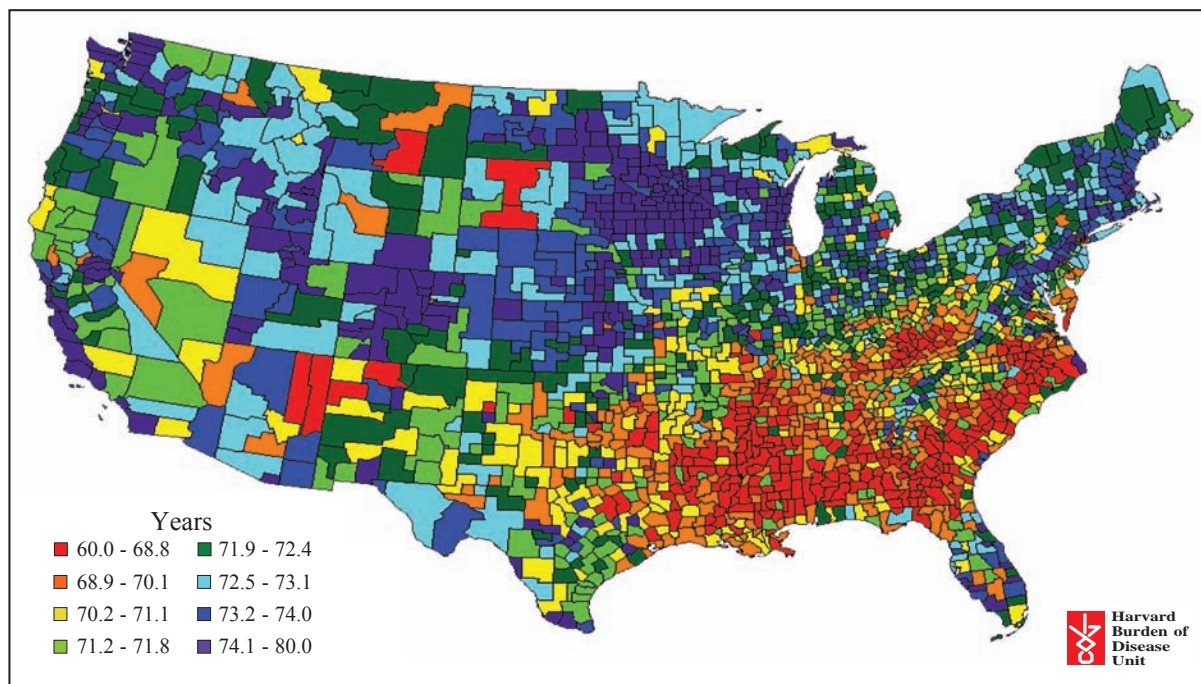 Years
60.0 - 68.8
68.9 - 70.1
70.2 - 71.1
71.2 - 71.8
71.9 - 72.4
72.5 - 73.1
73.2 - 74.0
74.1 - 80.0
Harvard
Burden of
Disease
Unit